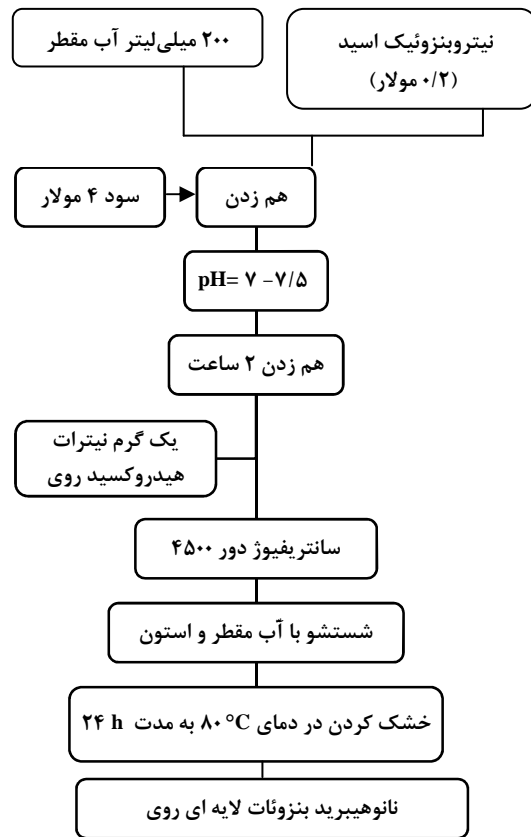 ۲۰۰ میلی‌لیتر آب مقطر
نیتروبنزوئیک اسید
(۰/۲ مولار)
سود ۴ مولار
هم زدن
pH= ۷ –۷/۵
هم زدن ۲ ساعت
یک گرم نیترات
هیدروکسید روی
سانتریفیوژ دور ۴۵۰۰
شستشو با آب مقطر و استون
خشک کردن در دمای ۸۰ °C به مدت ۲۴ h
نانوهیبرید بنزوئات لایه ای روی